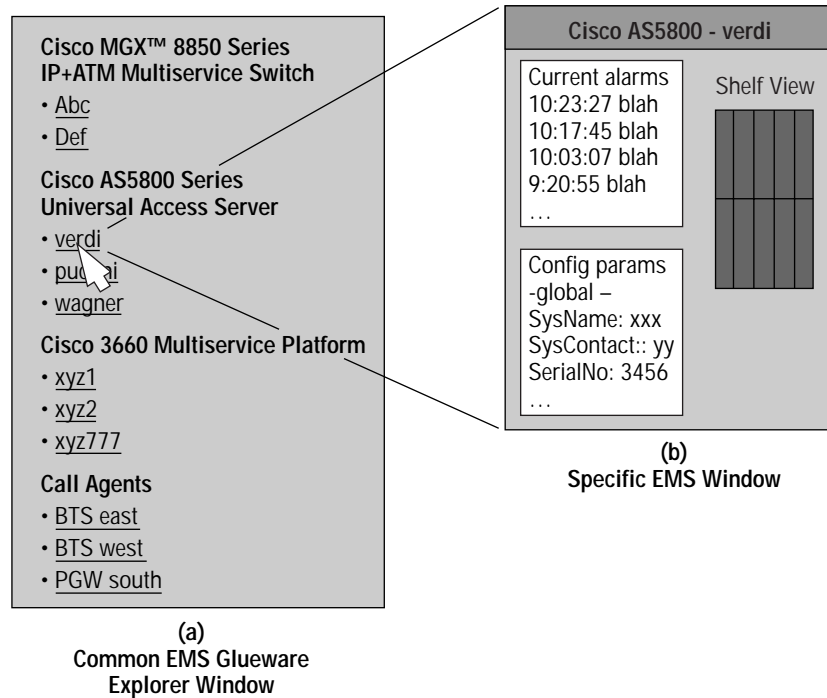 Cisco MGX™ 8850 Series
IP+ATM Multiservice Switch
• Abc
• Def
Cisco AS5800 Series
Universal Access Server
• verdi
• wagner
Cisco 3660 Multiservice Platform
• xyz1
• xyz2
• xyz777
Call Agents
• BTS east
• BTS west
• PGW south
(a)
Common EMS Glueware
Explorer Window
Cisco AS5800 - verdi
Current alarms
10:23:27 blah
10:17:45 blah
10:03:07 blah
9:20:55 blah
…
Shelf View
Config params
-global –
SysName: xxx
SysContact:: yy
SerialNo: 3456
…
(b)
Specific EMS Window